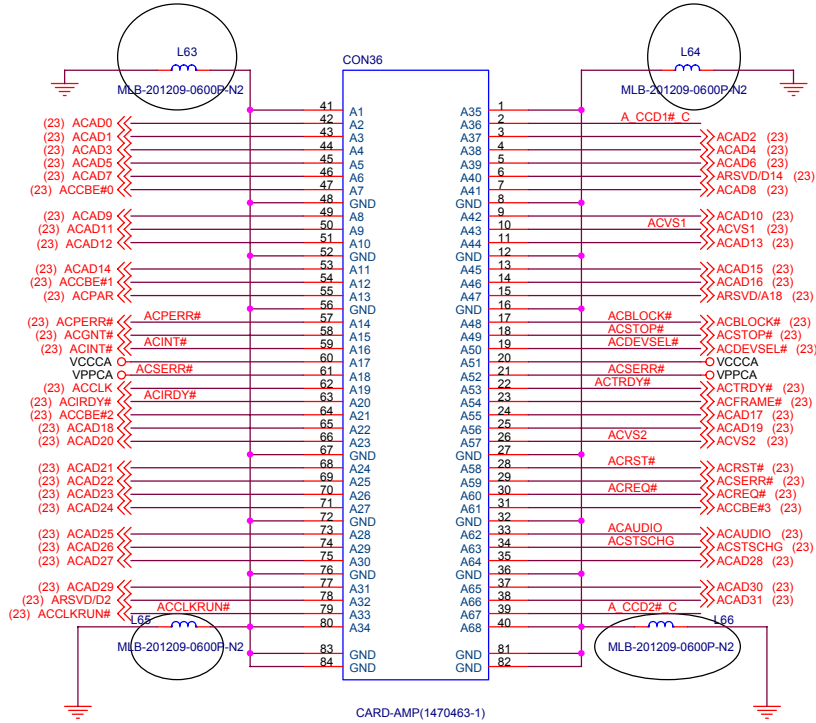 L63 L64
CON36
MLB-201209-0600P-N2 MLB-201209-0600P-N2
41 A1 A35 1
(23) ACAD0 42 A2 A36 2 A_CCD1#_C
(23) ACAD1 43 A3 A37 3 ACAD2 (23)
(23) ACAD3 44 A4 A38 4 ACAD4 (23)
(23) ACAD5 45 A5 A39 5 ACAD6 (23)
(23) ACAD7 46 A6 A40 6 ARSVD/D14 (23)
(23) ACCBE#0 47 A7 A41 7 ACAD8 (23)
48 GND GND 8
(23) ACAD9 49 A8 A42 9 ACAD10 (23)
(23) ACAD11 50 A9 A43 10 ACVS1 ACVS1 (23)
(23) ACAD12 51 A10 A44 11 ACAD13 (23)
52 GND GND 12
(23) ACAD14 53 A11 A45 13 ACAD15 (23)
(23) ACCBE#1 54 A12 A46 14 ACAD16 (23)
(23) ACPAR 55 A13 A47 15 ARSVD/A18 (23)
56 GND GND 16
(23) ACPERR# ACPERR# 57 A14 A48 17 ACBLOCK# ACBLOCK# (23)
(23) ACGNT# 58 A15 A49 18 ACSTOP# ACSTOP# (23)
(23) ACINT# ACINT# 59 A16 A50 19 ACDEVSEL# ACDEVSEL# (23)
VCCCA 60 A17 A51 20 VCCCA
VPPCA ACSERR# 61 A18 A52 21 ACSERR# VPPCA
(23) ACCLK 62 A19 A53 22 ACTRDY# ACTRDY# (23)
(23) ACIRDY# ACIRDY# 63 A20 A54 23 ACFRAME# (23)
(23) ACCBE#2 64 A21 A55 24 ACAD17 (23)
(23) ACAD18 65 A22 A56 25 ACAD19 (23)
(23) ACAD20 66 A23 A57 26 ACVS2 ACVS2 (23)
67 GND GND 27
(23) ACAD21 68 A24 A58 28 ACRST# ACRST# (23)
(23) ACAD22 69 A25 A59 29 ACSERR# (23)
(23) ACAD23 70 A26 A60 30 ACREQ# ACREQ# (23)
(23) ACAD24 71 A27 A61 31 ACCBE#3 (23)
72 GND GND 32
(23) ACAD25 73 A28 A62 33 ACAUDIO ACAUDIO (23)
(23) ACAD26 74 A29 A63 34 ACSTSCHG ACSTSCHG (23)
(23) ACAD27 75 A30 A64 35 ACAD28 (23)
76 GND GND 36
(23) ACAD29 77 A31 A65 37 ACAD30 (23)
(23) ARSVD/D2 78 A32 A66 38 ACAD31 (23)
(23) ACCLKRUN# ACCLKRUN# 79 A33 A67 39 A_CCD2#_C
L65 80 A34 A68 40 L66
MLB-201209-0600P-N2 MLB-201209-0600P-N2
83 GND GND 81
84 GND GND 82
CARD-AMP(1470463-1)